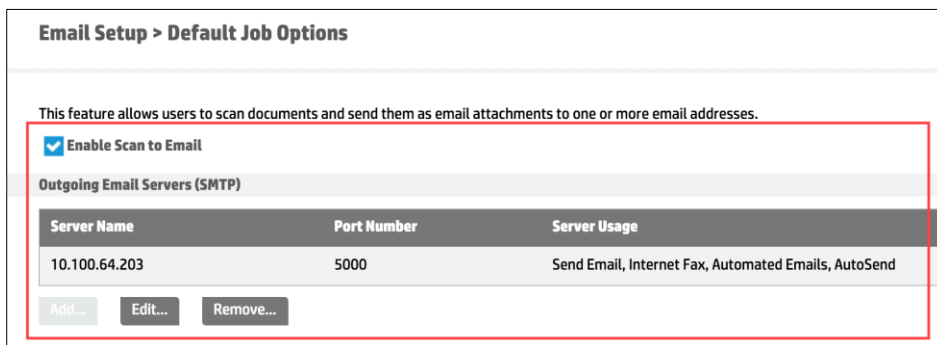 Email Setup > Default Job Options
This feature allows users to scan documents and send them as email attachments to one or more email addresses.
Enable Scan to Email
Outgoing Email Servers (SMTP)
Server Name Port Number Server Usage
10.100.64.203 5000 Send Email, Internet Fax, Automated Emails, AutoSend
Add... Edit... Remove...